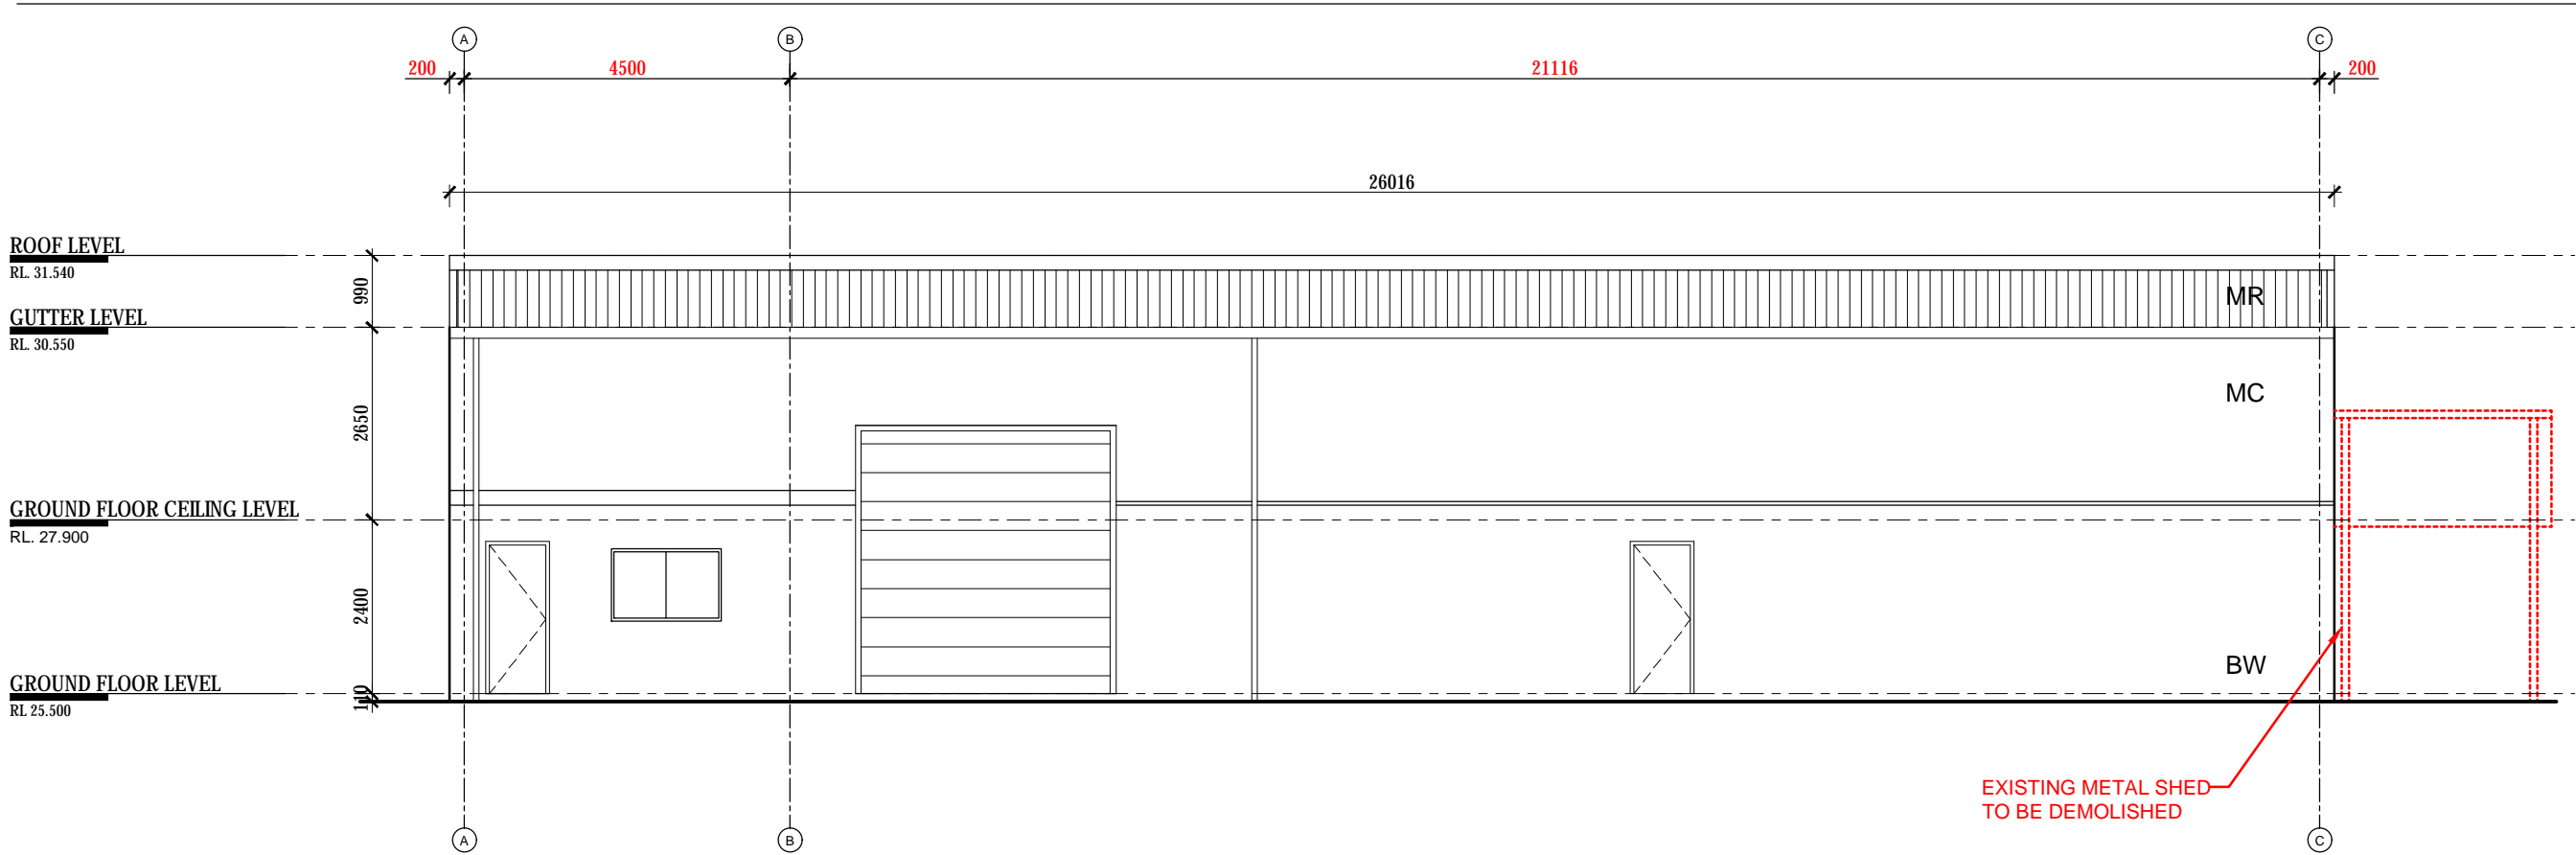 A
B
C
200
4500
21116
200
26016
ROOF LEVEL
RL. 31.540
990
MR
GUTTER LEVEL
RL. 30.550
2650
MC
GROUND FLOOR CEILING LEVEL
RL. 27.900
2400
BW
GROUND FLOOR LEVEL
RL 25.500
110
EXISTING METAL SHED
TO BE DEMOLISHED
A
B
C